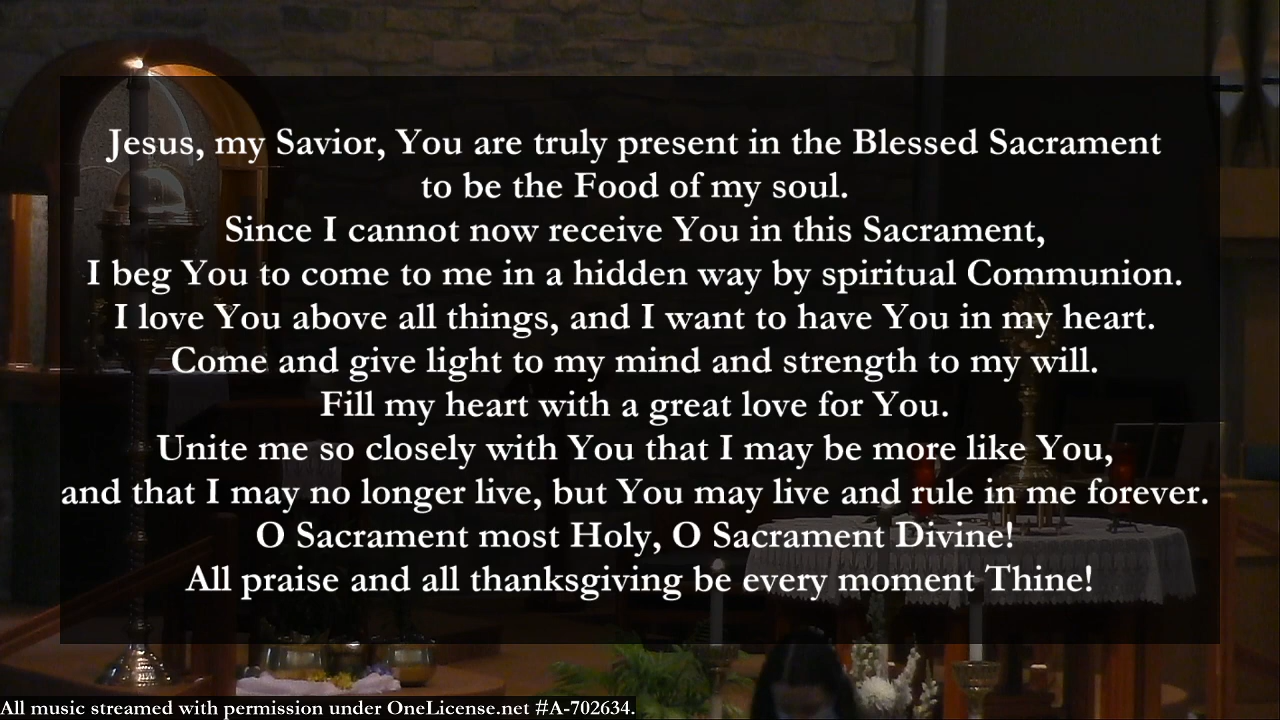 Jesus, my Savior, You are truly present in the Blessed Sacrament
to be the Food of my soul.
Since I cannot now receive You in this Sacrament,
I beg You to come to me in a hidden way by spiritual Communion.
I love You above all things, and I want to have You in my heart.
Come and give light to my mind and strength to my will.
Fill my heart with a great love for You.
Unite me so closely with You that I may be more like You,
and that I may no longer live, but You may live and rule in me forever.
O Sacrament most Holy, O Sacrament Divine!
All praise and all thanksgiving be every moment Thine!
All music streamed with permission under OneLicense.net #A-702634.